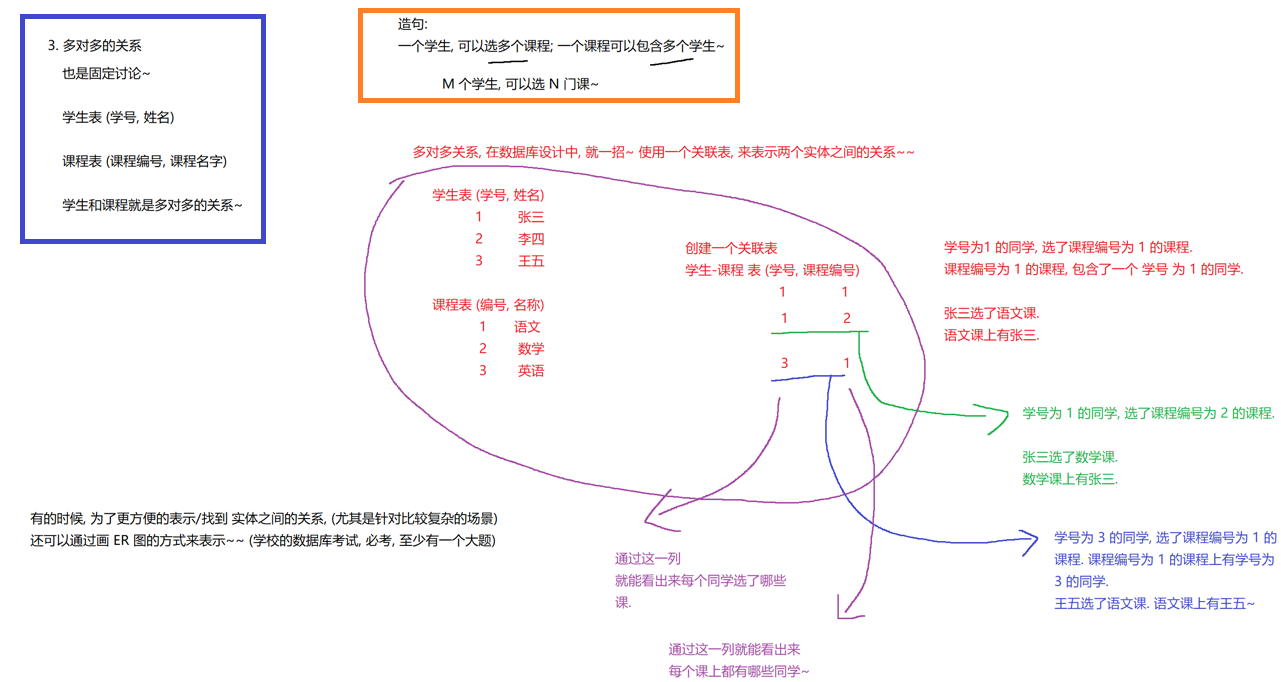 3. 多对多的关系
也是固定讨论~
学生表 (学号, 姓名)
课程表 (课程编号, 课程名字)
学生和课程就是多对多的关系~
造句:
一个学生, 可以选多个课程; 一个课程可以包含多个学生~
M 个学生, 可以选 N 门课~
多对多关系, 在数据库设计中, 就一招~ 使用一个关联表, 来表示两个实体之间的关系~~
学生表 (学号, 姓名)
1 张三
2 李四
3 王五
课程表 (编号, 名称)
1 语文
2 数学
3 英语
创建一个关联表
学生-课程 表 (学号, 课程编号)
1 1
1 2
3 1
学号为1 的同学, 选了课程编号为 1 的课程.
课程编号为 1 的课程, 包含了一个 学号 为 1 的同学.
张三选了语文课.
语文课上有张三.
学号为 1 的同学, 选了课程编号为 2 的课程.
张三选了数学课.
数学课上有张三.
学号为 3 的同学, 选了课程编号为 1 的
课程. 课程编号为 1 的课程上有学号为
3 的同学.
王五选了语文课. 语文课上有王五~
通过这一列
就能看出来每个同学选了哪些
课.
通过这一列就能看出来
每个课上都有哪些同学~
有的时候, 为了更方便的表示/找到 实体之间的关系, (尤其是针对比较复杂的场景)
还可以通过画 ER 图的方式来表示~~ (学校的数据库考试, 必考, 至少有一个大题)